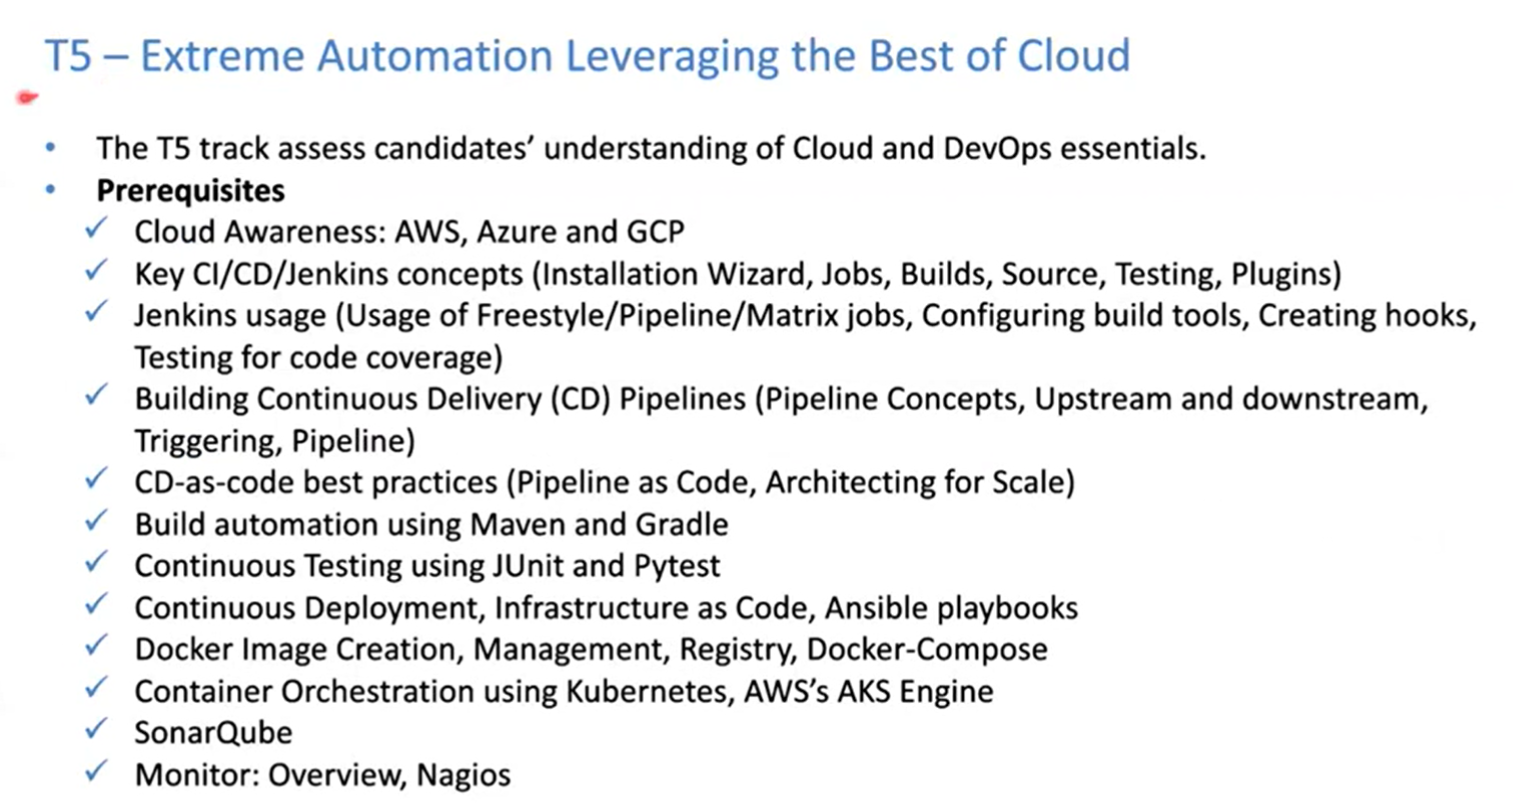 T5 – Extreme Automation Leveraging the Best of Cloud
• The T5 track assess candidates’ understanding of Cloud and DevOps essentials.
• Prerequisites
✓ Cloud Awareness: AWS, Azure and GCP
✓ Key CI/CD/Jenkins concepts (Installation Wizard, Jobs, Builds, Source, Testing, Plugins)
✓ Jenkins usage (Usage of Freestyle/Pipeline/Matrix jobs, Configuring build tools, Creating hooks,
Testing for code coverage)
✓ Building Continuous Delivery (CD) Pipelines (Pipeline Concepts, Upstream and downstream,
Triggering, Pipeline)
✓ CD-as-code best practices (Pipeline as Code, Architecting for Scale)
✓ Build automation using Maven and Gradle
✓ Continuous Testing using JUnit and Pytest
✓ Continuous Deployment, Infrastructure as Code, Ansible playbooks
✓ Docker Image Creation, Management, Registry, Docker-Compose
✓ Container Orchestration using Kubernetes, AWS’s AKS Engine
✓ SonarQube
✓ Monitor: Overview, Nagios